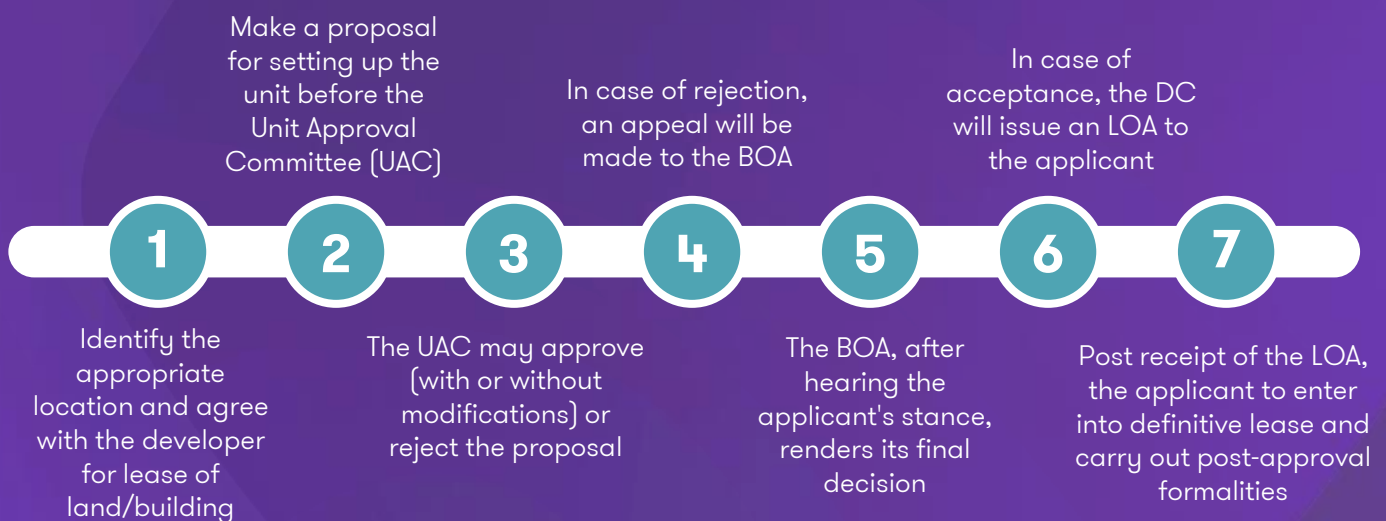 1
Identify the
appropriate
location and agree
with the developer
for lease of
land/building
2
Make a proposal
for setting up the
unit before the
Unit Approval
Committee (UAC)
3
The UAC may approve
(with or without
modifications) or
reject the proposal
4
In case of rejection,
an appeal will be
made to the BOA
5
The BOA, after
hearing the
applicant's stance,
renders its final
decision
6
In case of
acceptance, the DC
will issue an LOA to
the applicant
7
Post receipt of the LOA,
the applicant to enter
into definitive lease and
carry out post-approval
formalities